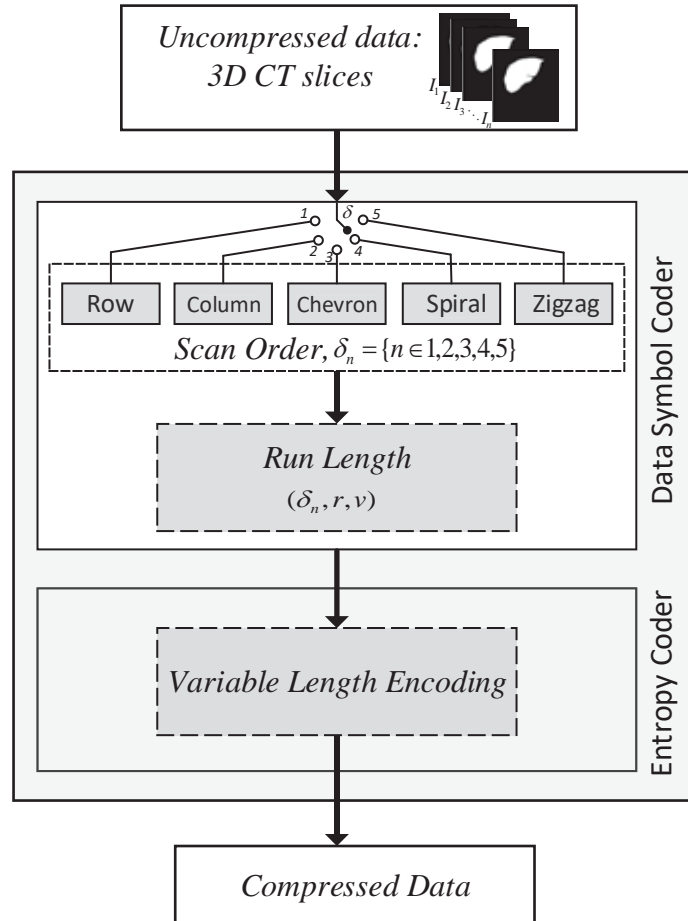 Uncompressed data:
3D CT slices
I₁ I₂ I₃ ⋯ Iₙ
1 δ 5
2 3 4
Row Column Chevron Spiral Zigzag
Scan Order, δₙ = {n ∈ 1,2,3,4,5}
Run Length
(δₙ, r, v)
Data Symbol Coder
Variable Length Encoding
Entropy Coder
Compressed Data